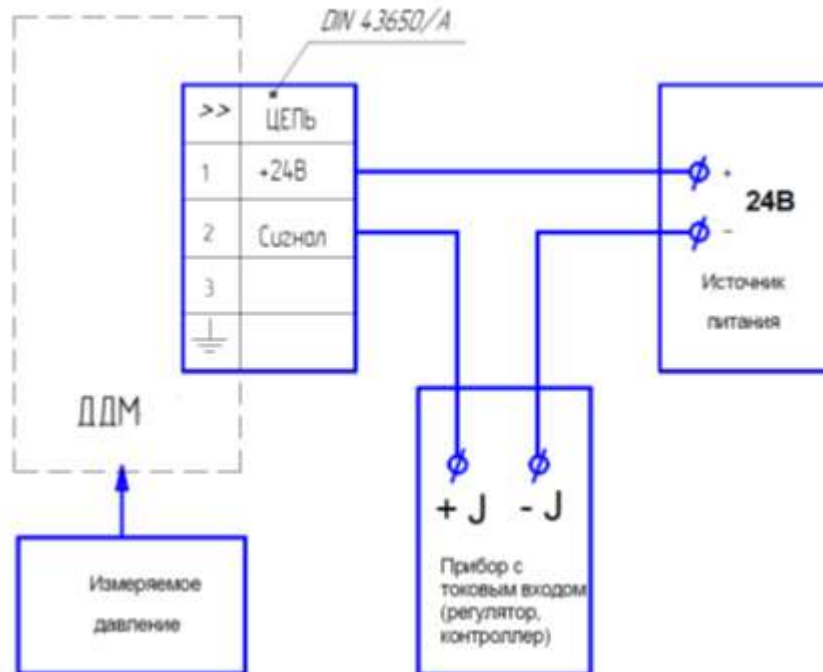 DIN 43650/А
>> ЦЕПЬ
1 +24В
2 Сигнал
3
+
-
24В
Источник
питания
ДДМ
+ J - J
Прибор с
токовым входом
(регулятор,
контроллер)
Измеряемое
давление